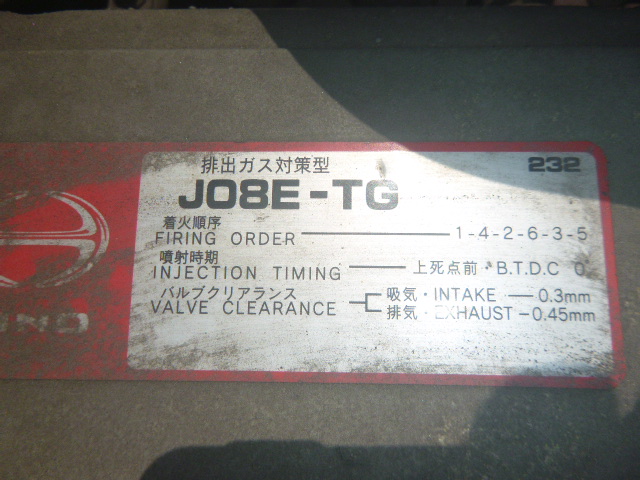 排出ガス対策型 232
J08E-TG
着火順序
FIRING ORDER 1-4-2-6-3-5
噴射時期
INJECTION TIMING 上死点前・B.T.D.C 0
バルブクリアランス 吸気・INTAKE 0.3mm
VALVE CLEARANCE 排気・EXHAUST -0.45mm
HINO